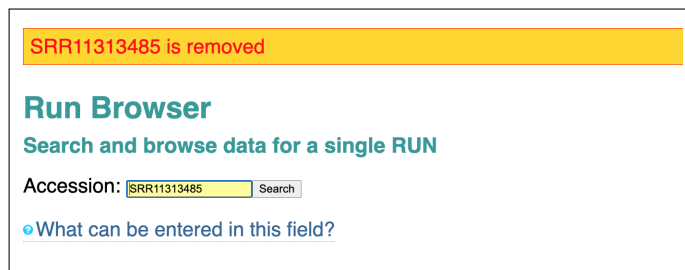 SRR11313485 is removed
Run Browser
Search and browse data for a single RUN
Accession: SRR11313485 Search
What can be entered in this field?